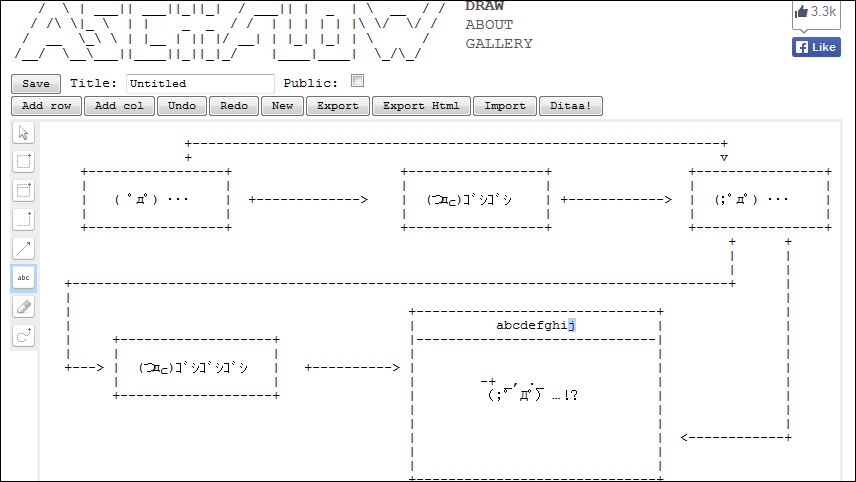 ASCIIFLOW
DRAW
ABOUT
GALLERY
3.3k
Like
Save Title: Untitled Public:
Add row Add col Undo Redo New Export Export Html Import Ditaa!
( ﾟдﾟ) ･･･
(つд⊂)ｺﾞｼｺﾞｼ
(;ﾟдﾟ) ･･･
abc
abcdefghij
(つд⊂)ｺﾞｼｺﾞｼｺﾞｼ
_, ._
(;ﾟДﾟ) …!?